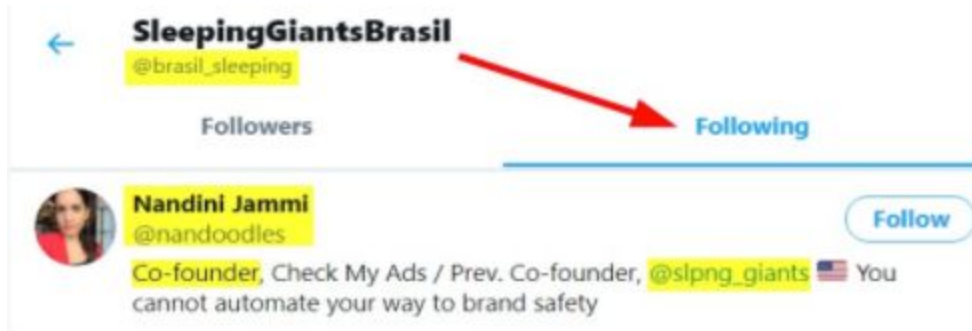 SleepingGiantsBrasil
@brasil_sleeping
Followers
Following
Nandini Jammi
@nandoodles
Follow
Co-founder, Check My Ads / Prev. Co-founder, @slpng_giants 🇺🇸 You
cannot automate your way to brand safety